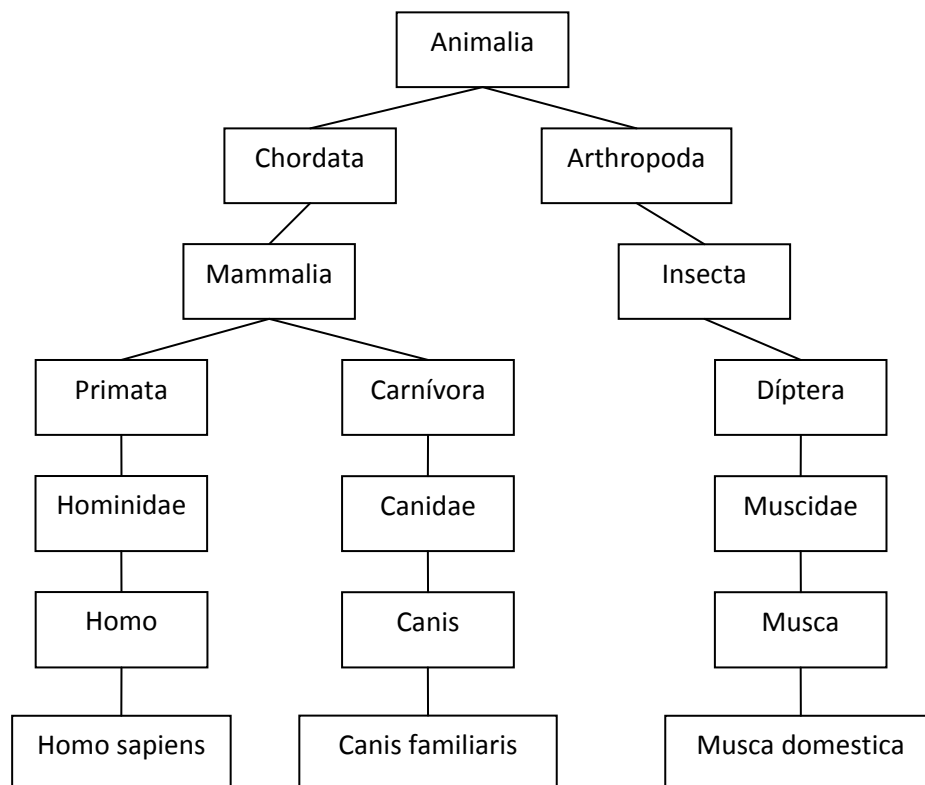 Animalia
Chordata
Arthropoda
Mammalia
Insecta
Primata
Carnívora
Díptera
Hominidae
Canidae
Muscidae
Homo
Canis
Musca
Homo sapiens
Canis familiaris
Musca domestica